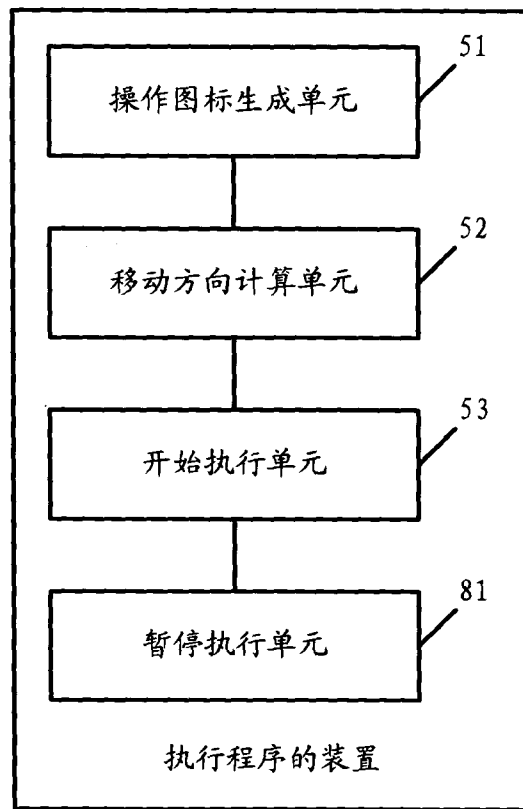 51
操作图标生成单元
52
移动方向计算单元
53
开始执行单元
81
暂停执行单元
执行程序的装置